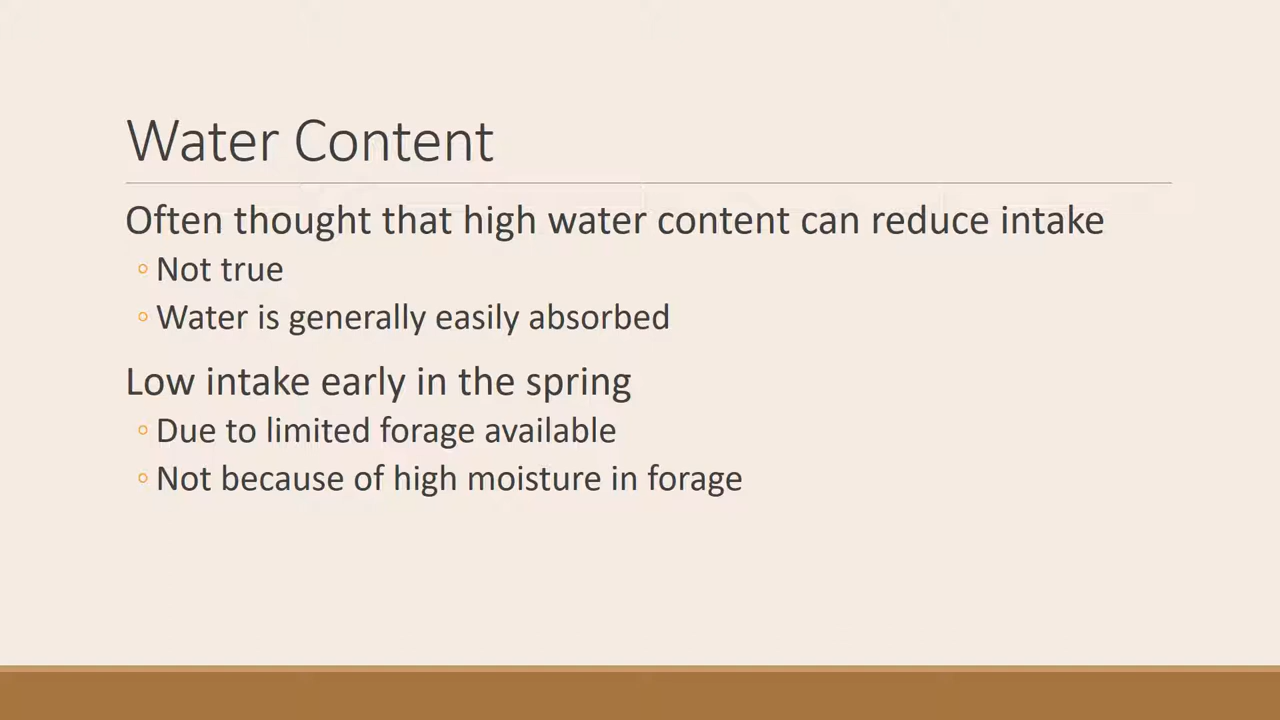 Water Content
Often thought that high water content can reduce intake
◦ Not true
◦ Water is generally easily absorbed
Low intake early in the spring
◦ Due to limited forage available
◦ Not because of high moisture in forage